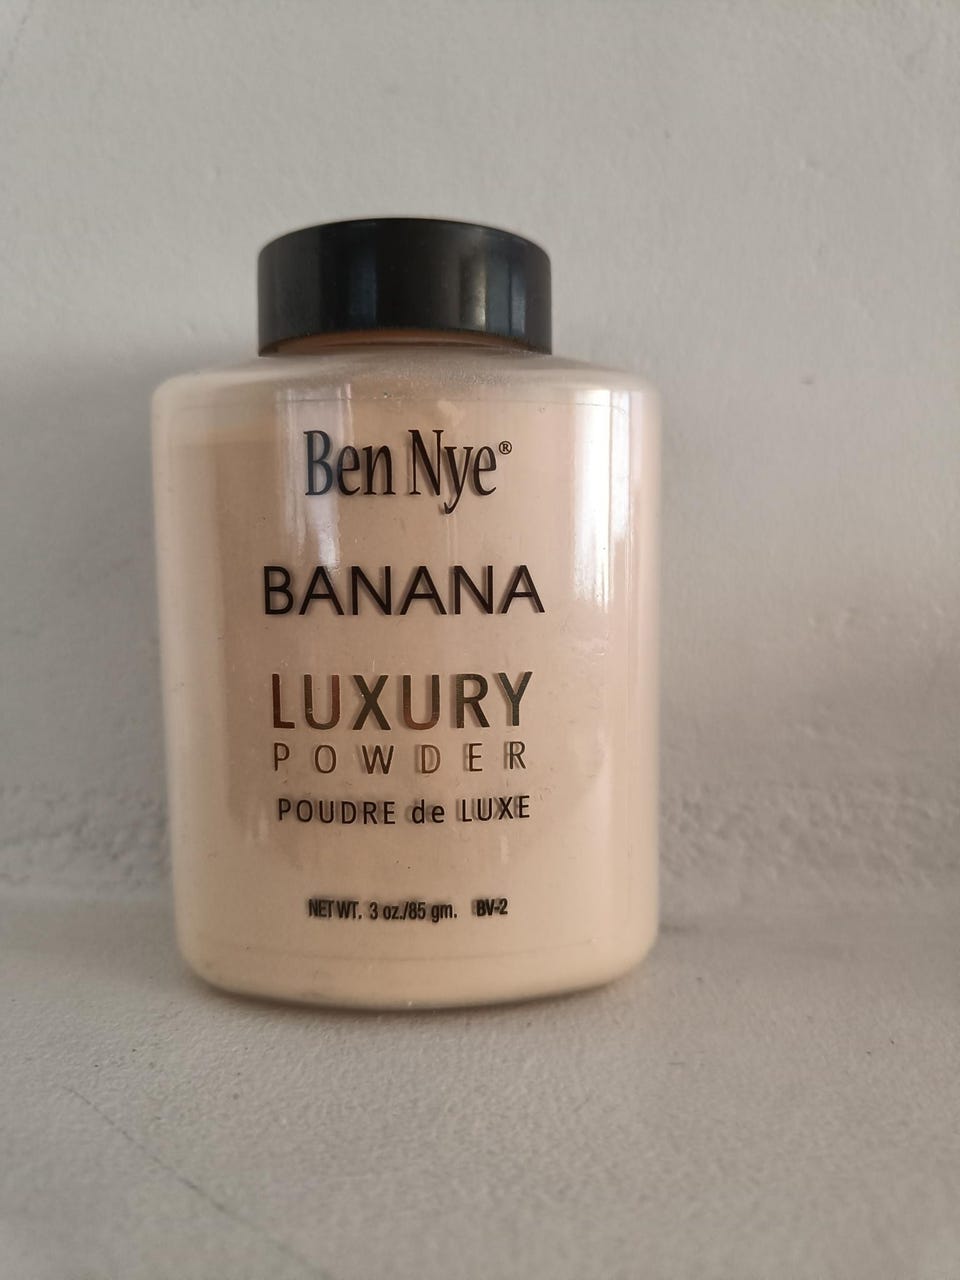 Ben Nye®
BANANA
LUXURY
POWDER
POUDRE de LUXE
NET WT. 3 oz./85 gm. BV-2